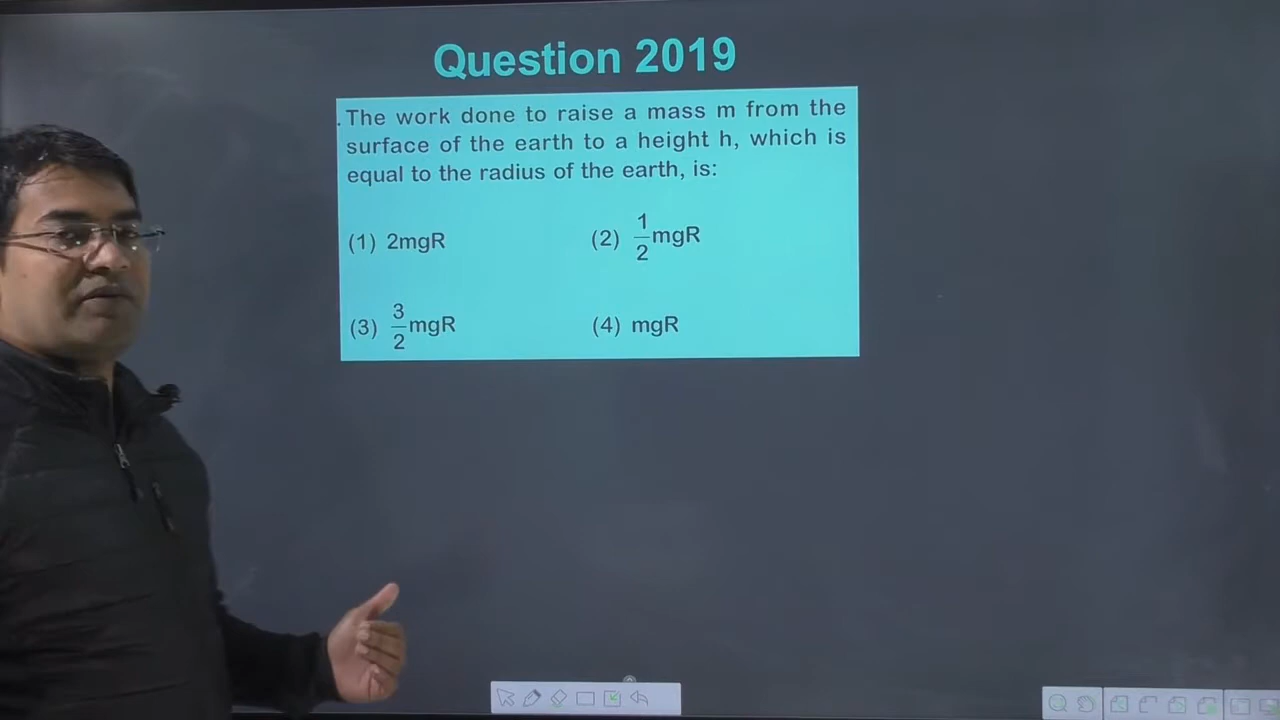 Question 2019
.The work done to raise a mass m from the
surface of the earth to a height h, which is
equal to the radius of the earth, is:
(1) 2mgR (2) 1/2 mgR
(3) 3/2 mgR (4) mgR